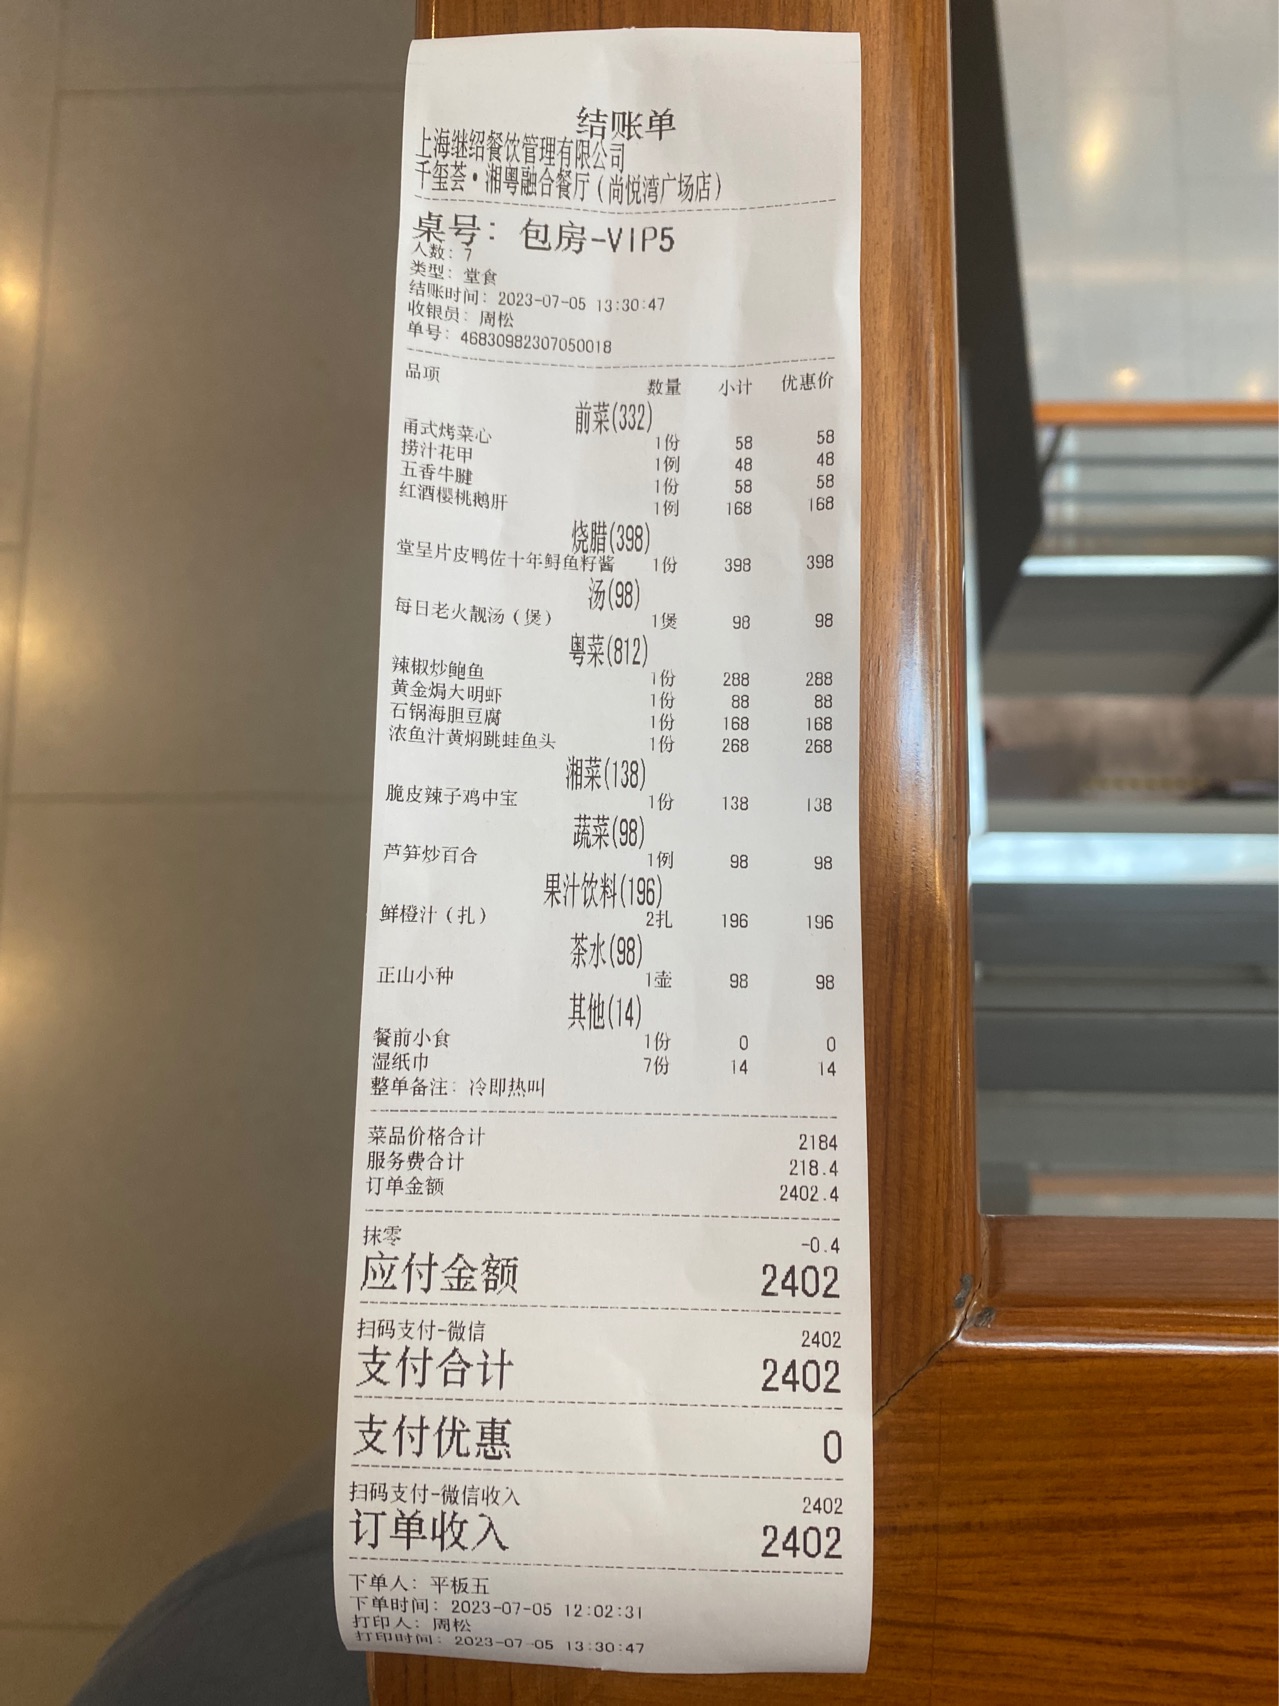 结账单
上海继绍餐饮管理有限公司
千玺荟·湘粤融合餐厅(尚悦湾广场店)
桌号: 包房-VIP5
人数: 7
类型: 堂食
结账时间: 2023-07-05 13:30:47
收银员: 周松
单号: 46830982307050018
品项 数量 小计 优惠价
前菜(332)
甬式烤菜心 1份 58 58
捞汁花甲 1例 48 48
五香牛腱 1份 58 58
红酒樱桃鹅肝 1例 168 168
烧腊(398)
堂呈片皮鸭佐十年鲟鱼籽酱 1份 398 398
汤(98)
每日老火靓汤(煲) 1煲 98 98
粤菜(812)
辣椒炒鲍鱼 1份 288 288
黄金焗大明虾 1份 88 88
石锅海胆豆腐 1份 168 168
浓鱼汁黄焖跳蛙鱼头 1份 268 268
湘菜(138)
脆皮辣子鸡中宝 1份 138 138
蔬菜(98)
芦笋炒百合 1例 98 98
果汁饮料(196)
鲜橙汁(扎) 2扎 196 196
茶水(98)
正山小种 1壶 98 98
其他(14)
餐前小食 1份 0 0
湿纸巾 7份 14 14
整单备注: 冷即热叫
菜品价格合计 2184
服务费合计 218.4
订单金额 2402.4
抹零 -0.4
应付金额 2402
扫码支付-微信 2402
支付合计 2402
支付优惠 0
扫码支付-微信收入 2402
订单收入 2402
下单人: 平板五
下单时间: 2023-07-05 12:02:31
打印人: 周松
打印时间: 2023-07-05 13:30:47